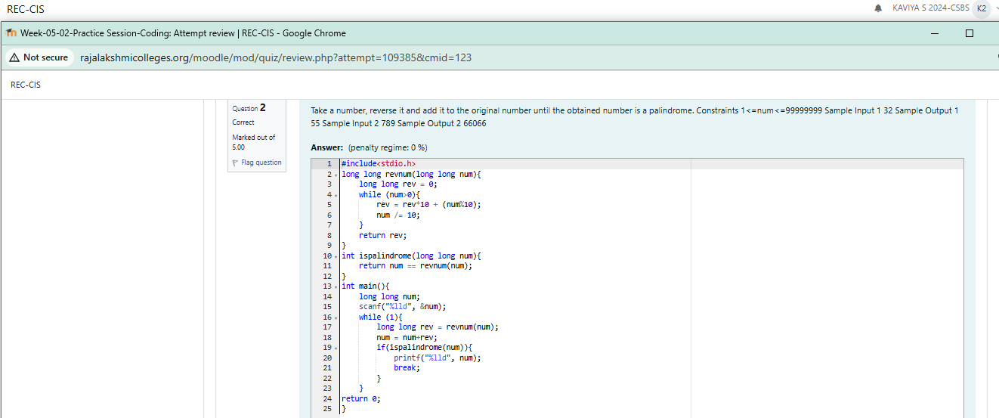 REC-CIS
KAVIYA S 2024-CSBS K2
Week-05-02-Practice Session-Coding: Attempt review | REC-CIS - Google Chrome
Not secure rajalakshmicolleges.org/moodle/mod/quiz/review.php?attempt=109385&cmid=123
REC-CIS
Question 2
Correct
Marked out of
5.00
Flag question
Take a number, reverse it and add it to the original number until the obtained number is a palindrome. Constraints 1<=num<=99999999 Sample Input 1 32 Sample Output 1
55 Sample Input 2 789 Sample Output 2 66066
Answer: (penalty regime: 0 %)
1 #include<stdio.h>
2 long long revnum(long long num){
3 long long rev = 0;
4 while (num>0){
5 rev = rev*10 + (num%10);
6 num /= 10;
7 }
8 return rev;
9 }
10 int ispalindrome(long long num){
11 return num == revnum(num);
12 }
13 int main(){
14 long long num;
15 scanf("%lld", &num);
16 while (1){
17 long long rev = revnum(num);
18 num = num+rev;
19 if(ispalindrome(num)){
20 printf("%lld", num);
21 break;
22 }
23 }
24 return 0;
25 }